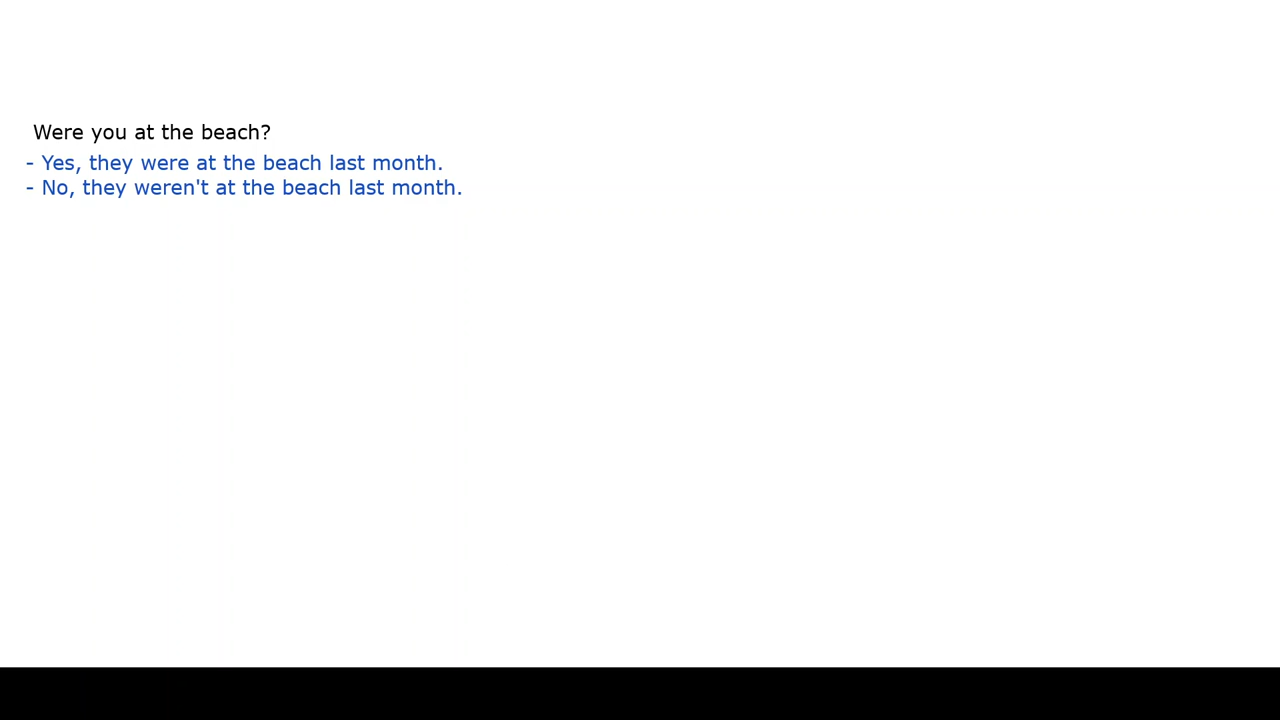 Were you at the beach?
- Yes, they were at the beach last month.
- No, they weren't at the beach last month.